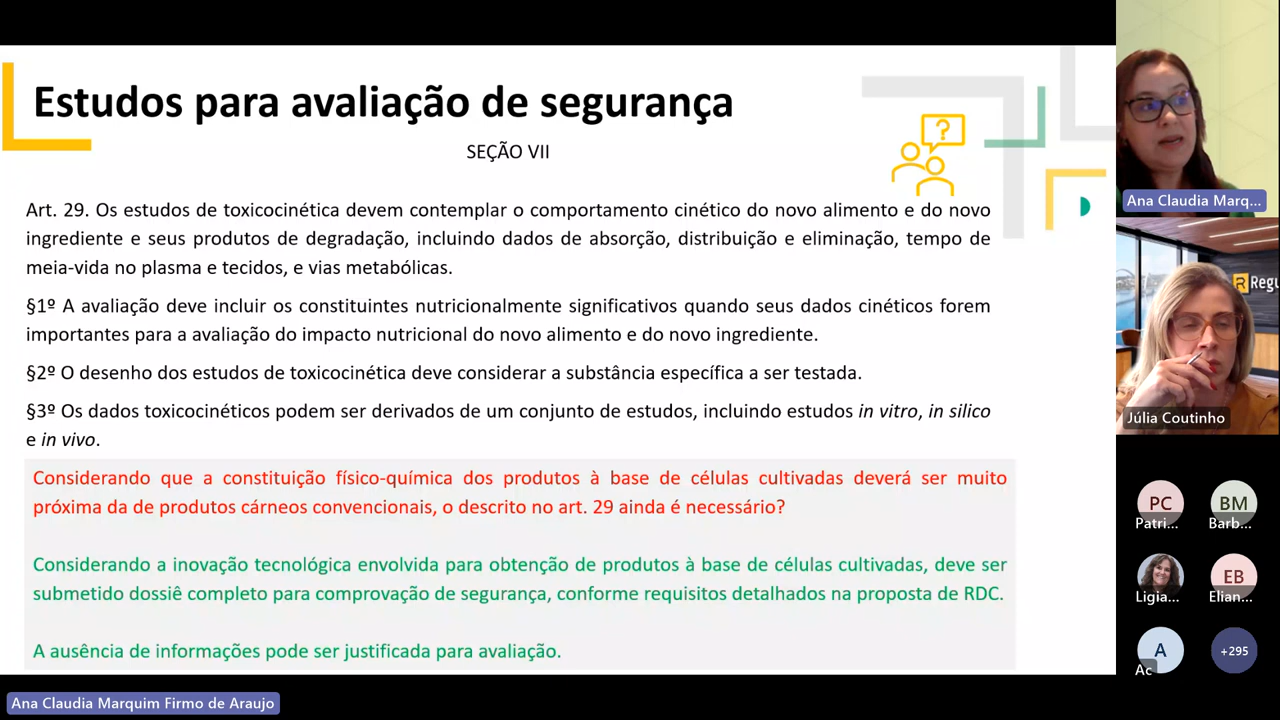 Estudos para avaliação de segurança
SEÇÃO VII
?
Art. 29. Os estudos de toxicocinética devem contemplar o comportamento cinético do novo alimento e do novo
ingrediente e seus produtos de degradação, incluindo dados de absorção, distribuição e eliminação, tempo de
meia-vida no plasma e tecidos, e vias metabólicas.
§1º A avaliação deve incluir os constituintes nutricionalmente significativos quando seus dados cinéticos forem
importantes para a avaliação do impacto nutricional do novo alimento e do novo ingrediente.
§2º O desenho dos estudos de toxicocinética deve considerar a substância específica a ser testada.
§3º Os dados toxicocinéticos podem ser derivados de um conjunto de estudos, incluindo estudos in vitro, in silico
e in vivo.
Considerando que a constituição físico-química dos produtos à base de células cultivadas deverá ser muito
próxima da de produtos cárneos convencionais, o descrito no art. 29 ainda é necessário?
Considerando a inovação tecnológica envolvida para obtenção de produtos à base de células cultivadas, deve ser
submetido dossiê completo para comprovação de segurança, conforme requisitos detalhados na proposta de RDC.
A ausência de informações pode ser justificada para avaliação.
Ana Claudia Marquim Firmo de Araujo
Ana Claudia Marq...
R Regu
Júlia Coutinho
PC BM
Patri... Barb...
EB
Ligia... Elian...
A +295
Ac